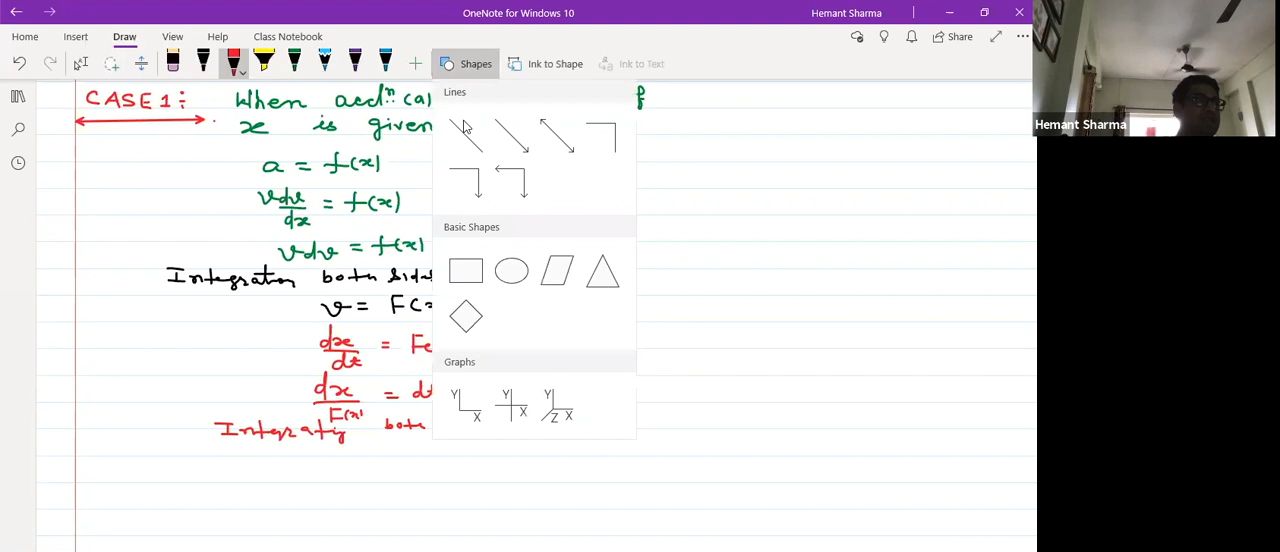 OneNote for Windows 10
Hemant Sharma
Home Insert Draw View Help Class Notebook
Share
Shapes Ink to Shape Ink to Text
Lines
CASE 1: When accl^n. (a) f
x is given
a = f(x)
vdv/dx = f(x)
vdv = f(x)
Basic Shapes
Integration both
v =
dx/dt =
Graphs
dx/F(x) =
Y X Y X Y Z X
Integrating both
Hemant Sharma